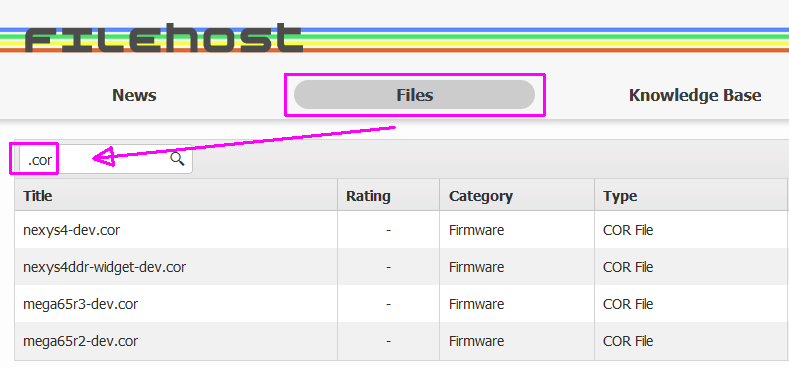 FILEHOST
News Files Knowledge Base
.cor
Title Rating Category Type
nexys4-dev.cor - Firmware COR File
nexys4ddr-widget-dev.cor - Firmware COR File
mega65r3-dev.cor - Firmware COR File
mega65r2-dev.cor - Firmware COR File